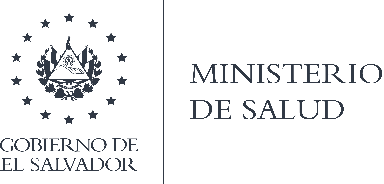 GOBIERNO DE
EL SALVADOR
MINISTERIO
DE SALUD